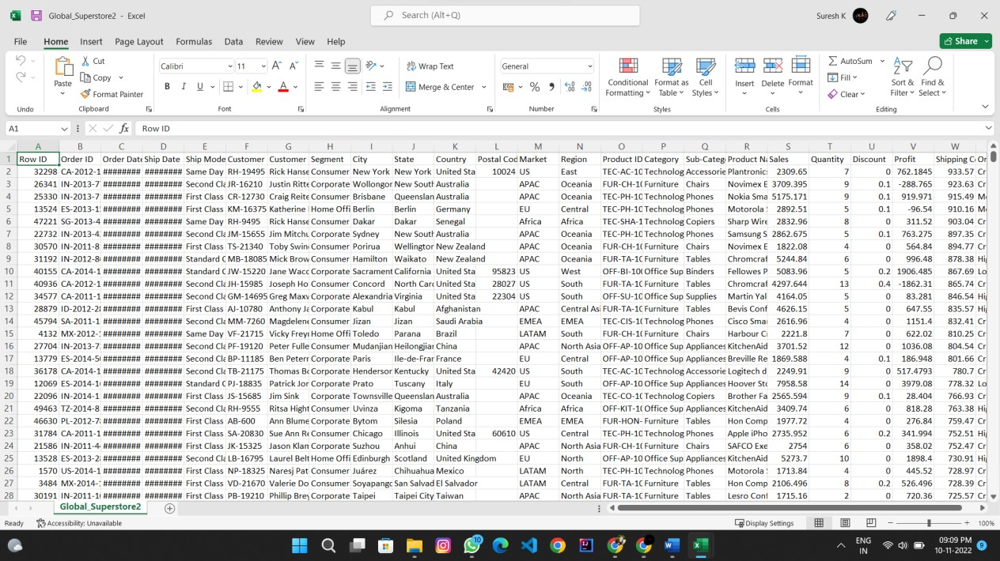 Global_Superstore2 - Excel
Search (Alt+Q)
Suresh K
File Home Insert Page Layout Formulas Data Review View Help
Share
Paste
Cut
Copy
Format Painter
Calibri 11
B I U
Wrap Text
Merge & Center
General
Conditional Formatting
Format as Table
Cell Styles
Insert Delete Format
AutoSum
Fill
Clear
Sort & Filter
Find & Select
Undo Clipboard Font Alignment Number Styles Cells Editing
A1 fx Row ID
A B C D E F G H I J K L M N O P Q R S T U V W
1 Row ID Order ID Order Date Ship Date Ship Mode Customer Customer Segment City State Country Postal Cod Market Region Product ID Category Sub-Categ Product Na Sales Quantity Discount Profit Shipping C Or
2 32298 CA-2012-1 ######## ######## Same Day RH-19495 Rick Hanse Consumer New York New York United Sta 10024 US East TEC-AC-10 Technolog Accessorie Plantronics 2309.65 7 0 762.1845 933.57 Cr
3 26341 IN-2013-7 ######## ######## Second Cla JR-16210 Justin Ritte Corporate Wollongor New South Australia APAC Oceania FUR-CH-10 Furniture Chairs Novimex E 3709.395 9 0.1 -288.765 923.63 Cr
4 25330 IN-2013-7 ######## ######## First Class CR-12730 Craig Reite Consumer Brisbane Queenslan Australia APAC Oceania TEC-PH-10 Technolog Phones Nokia Sma 5175.171 9 0.1 919.971 915.49 M
5 13524 ES-2013-1 ######## ######## First Class KM-16375 Katherine Home Offi Berlin Berlin Germany EU Central TEC-PH-10 Technolog Phones Motorola 2892.51 5 0.1 -96.54 910.16 M
6 47221 SG-2013-4 ######## ######## Same Day RH-9495 Rick Hanse Consumer Dakar Dakar Senegal Africa Africa TEC-SHA-1 Technolog Copiers Sharp Wire 2832.96 8 0 311.52 903.04 Cr
7 22732 IN-2013-4 ######## ######## Second Cla JM-15655 Jim Mitchu Corporate Sydney New South Australia APAC Oceania TEC-PH-10 Technolog Phones Samsung S 2862.675 5 0.1 763.275 897.35 Cr
8 30570 IN-2011-8 ######## ######## First Class TS-21340 Toby Swin Consumer Porirua Wellington New Zealand APAC Oceania FUR-CH-10 Furniture Chairs Novimex E 1822.08 4 0 564.84 894.77 Cr
9 31192 IN-2012-8 ######## ######## Standard C MB-18085 Mick Brow Consumer Hamilton Waikato New Zealand APAC Oceania FUR-TA-10 Furniture Tables Chromcraf 5244.84 6 0 996.48 878.38 Hi
10 40155 CA-2014-1 ######## ######## Standard C JW-15220 Jane Wacc Corporate Sacrament California United Sta 95823 US West OFF-BI-100 Office Sup Binders Fellowes P 5083.96 5 0.2 1906.485 867.69 Lo
11 40936 CA-2012-1 ######## ######## Second Cla JH-15985 Joseph Ho Consumer Concord North Carc United Sta 28027 US South FUR-TA-10 Furniture Tables Chromcraf 4297.644 13 0.4 -1862.31 865.74 Cr
12 34577 CA-2011-1 ######## ######## Second Cla GM-14695 Greg Maxv Corporate Alexandria Virginia United Sta 22304 US South OFF-SU-10 Office Sup Supplies Martin Yal 4164.05 5 0 83.281 846.54 Hi
13 28879 ID-2012-28 ######## ######## First Class AJ-10780 Anthony Ja Corporate Kabul Kabul Afghanistan APAC Central Asi FUR-TA-10 Furniture Tables Bevis Conf 4626.15 5 0 647.55 835.57 Hi
14 45794 SA-2011-1 ######## ######## Second Cla MM-7260 Magdelene Consumer Jizan Jizan Saudi Arabia EMEA EMEA TEC-CIS-10 Technolog Phones Cisco Smar 2616.96 4 0 1151.4 832.41 Cr
15 4132 MX-2012-1 ######## ######## Same Day VF-21715 Vicky Freyr Home Offi Toledo Parana Brazil LATAM South FUR-CH-10 Furniture Chairs Harbour C 2221.8 7 0 622.02 810.25 Cr
16 27704 IN-2013-7 ######## ######## Second Cla PF-19120 Peter Fulle Consumer Mudanjian Heilongjiar China APAC North Asia OFF-AP-10 Office Sup Appliances KitchenAid 3701.52 12 0 1036.08 804.54 Cr
17 13779 ES-2014-5 ######## ######## Second Cla BP-11185 Ben Petern Corporate Paris Ile-de-Fran France EU Central OFF-AP-10 Office Sup Appliances Breville Re 1869.588 4 0.1 186.948 801.66 Cr
18 36178 CA-2014-1 ######## ######## Second Cla TB-21175 Thomas Bo Corporate Henderson Kentucky United Sta 42420 US South TEC-AC-10 Technolog Accessorie Logitech d 2249.91 9 0 517.4793 780.7 Cr
19 12069 ES-2014-1 ######## ######## Standard C PJ-18835 Patrick Jor Corporate Prato Tuscany Italy EU South OFF-AP-10 Office Sup Appliances Hoover Sto 7958.58 14 0 3979.08 778.32 Lo
20 22096 IN-2014-1 ######## ######## First Class JS-15685 Jim Sink Corporate Townsville Queenslan Australia APAC Oceania TEC-CO-10 Technolog Copiers Brother Fa 2565.594 9 0.1 28.404 766.93 Cr
21 49463 TZ-2014-8 ######## ######## Second Cla RH-9555 Ritsa Hight Consumer Uvinza Kigoma Tanzania Africa Africa OFF-KIT-10 Office Sup Appliances KitchenAid 3409.74 6 0 818.28 763.38 Hi
22 46630 PL-2012-7 ######## ######## First Class AB-600 Ann Blume Corporate Bytom Silesia Poland EMEA EMEA FUR-HON- Furniture Tables Hon Comp 1977.72 4 0 276.84 759.47 Cr
23 31784 CA-2011-1 ######## ######## First Class SA-20830 Sue Ann Re Consumer Chicago Illinois United Sta 60610 US Central TEC-PH-10 Technolog Phones Apple iPho 2735.952 6 0.2 341.994 752.51 Hi
24 21586 IN-2011-4 ######## ######## First Class JK-15325 Jason Klan Corporate Suzhou Anhui China APAC North Asia FUR-CH-10 Furniture Chairs SAFCO Exe 2754 6 0 358.02 752.47 Cr
25 13528 ES-2013-2 ######## ######## Second Cla LB-16795 Laurel Belt Home Offi Edinburgh Scotland United Kingdom EU North OFF-AP-10 Office Sup Appliances KitchenAid 5273.7 10 0 1898.4 730.91 Hi
26 1570 US-2014-1 ######## ######## First Class NP-18325 Naresj Pat Consumer Juárez Chihuahua Mexico LATAM North TEC-PH-10 Technolog Phones Motorola 1713.84 4 0 445.52 728.97 Cr
27 3484 MX-2014-1 ######## ######## First Class VD-21670 Valerie Do Consumer Soyapango San Salvad El Salvador LATAM Central FUR-TA-10 Furniture Tables Hon Comp 2106.496 8 0.2 526.496 728.39 Cr
28 30191 IN-2011-10 ######## ######## First Class PB-19210 Phillip Brey Corporate Taipei Taipei City Taiwan APAC North Asia FUR-TA-10 Furniture Tables Lesro Conf 1715.16 2 0 720.36 725.57 Cr
Global_Superstore2
Ready Accessibility: Unavailable Display Settings 100%
10
ENG
IN
09:09 PM
10-11-2022
9